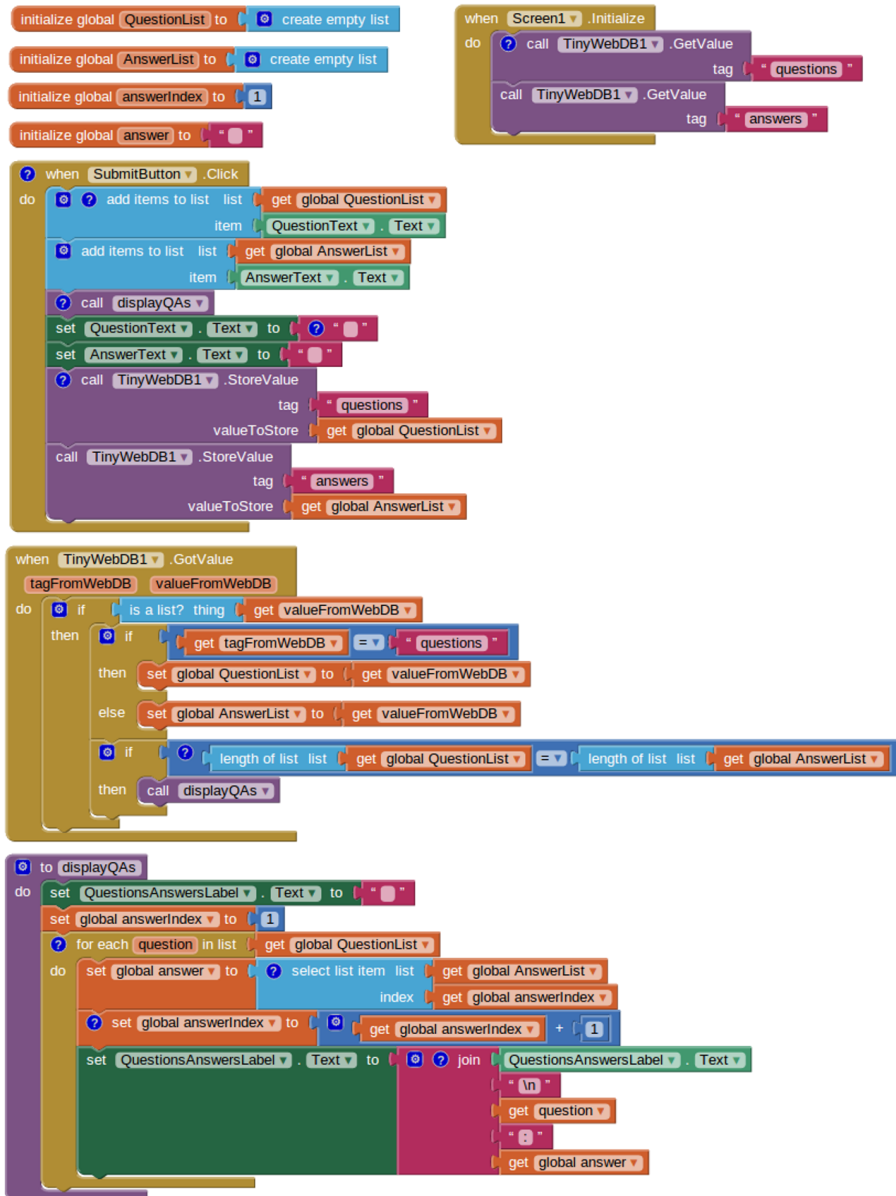 initialize global QuestionList to create empty list
initialize global AnswerList to create empty list
initialize global answerIndex to 1
initialize global answer to “ ”
when Screen1 .Initialize
do ? call TinyWebDB1 .GetValue
tag “ questions ”
call TinyWebDB1 .GetValue
tag “ answers ”
? when SubmitButton .Click
do ? add items to list list get global QuestionList
item QuestionText . Text
add items to list list get global AnswerList
item AnswerText . Text
? call displayQAs
set QuestionText . Text to ? “ ”
set AnswerText . Text to “ ”
? call TinyWebDB1 .StoreValue
tag “ questions ”
valueToStore get global QuestionList
call TinyWebDB1 .StoreValue
tag “ answers ”
valueToStore get global AnswerList
when TinyWebDB1 .GotValue
tagFromWebDB valueFromWebDB
do if is a list? thing get valueFromWebDB
then if get tagFromWebDB = “ questions ”
then set global QuestionList to get valueFromWebDB
else set global AnswerList to get valueFromWebDB
if ? length of list list get global QuestionList = length of list list get global AnswerList
then call displayQAs
to displayQAs
do set QuestionsAnswersLabel . Text to “ ”
set global answerIndex to 1
? for each question in list get global QuestionList
do set global answer to ? select list item list get global AnswerList
index get global answerIndex
? set global answerIndex to get global answerIndex + 1
set QuestionsAnswersLabel . Text to ? join QuestionsAnswersLabel . Text
“ \n ”
get question
“ : ”
get global answer